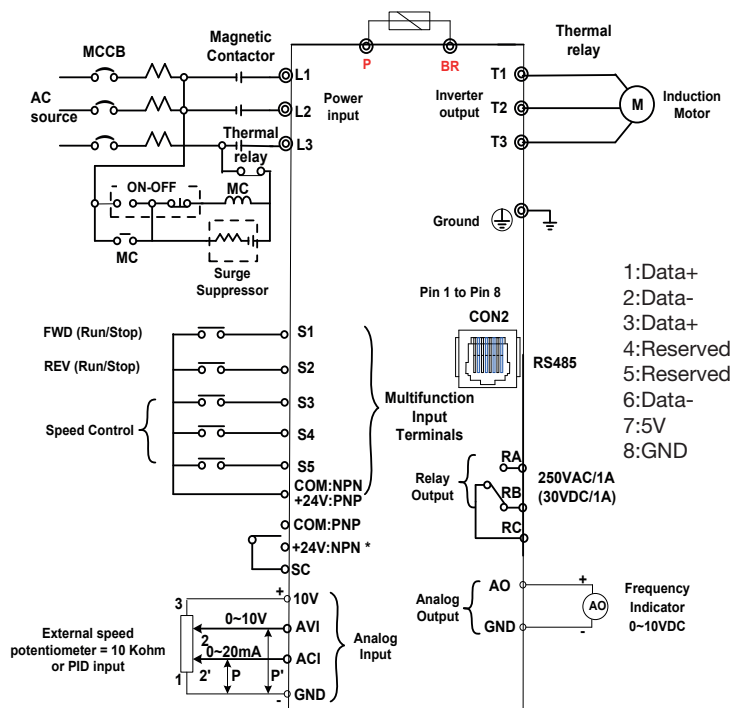 P
BR
MCCB
Magnetic
Contactor
AC
source
L1
L2
L3
Power
input
Thermal
relay
ON-OFF
MC
MC
Surge
Suppressor
T1
T2
T3
Inverter
output
Thermal
relay
M
Induction
Motor
Ground
Pin 1 to Pin 8
CON2
RS485
1:Data+
2:Data-
3:Data+
4:Reserved
5:Reserved
6:Data-
7:5V
8:GND
FWD (Run/Stop)
REV (Run/Stop)
Speed Control
S1
S2
S3
S4
S5
COM:NPN
+24V:PNP
COM:PNP
+24V:NPN *
SC
Multifunction
Input
Terminals
Relay
Output
RA
RB
RC
250VAC/1A
(30VDC/1A)
External speed
potentiometer = 10 Kohm
or PID input
3
2
2'
1
0~10V
0~20mA
P
P'
+
-
10V
AVI
ACI
GND
Analog
Input
Analog
Output
AO
GND
+
AO
-
Frequency
Indicator
0~10VDC